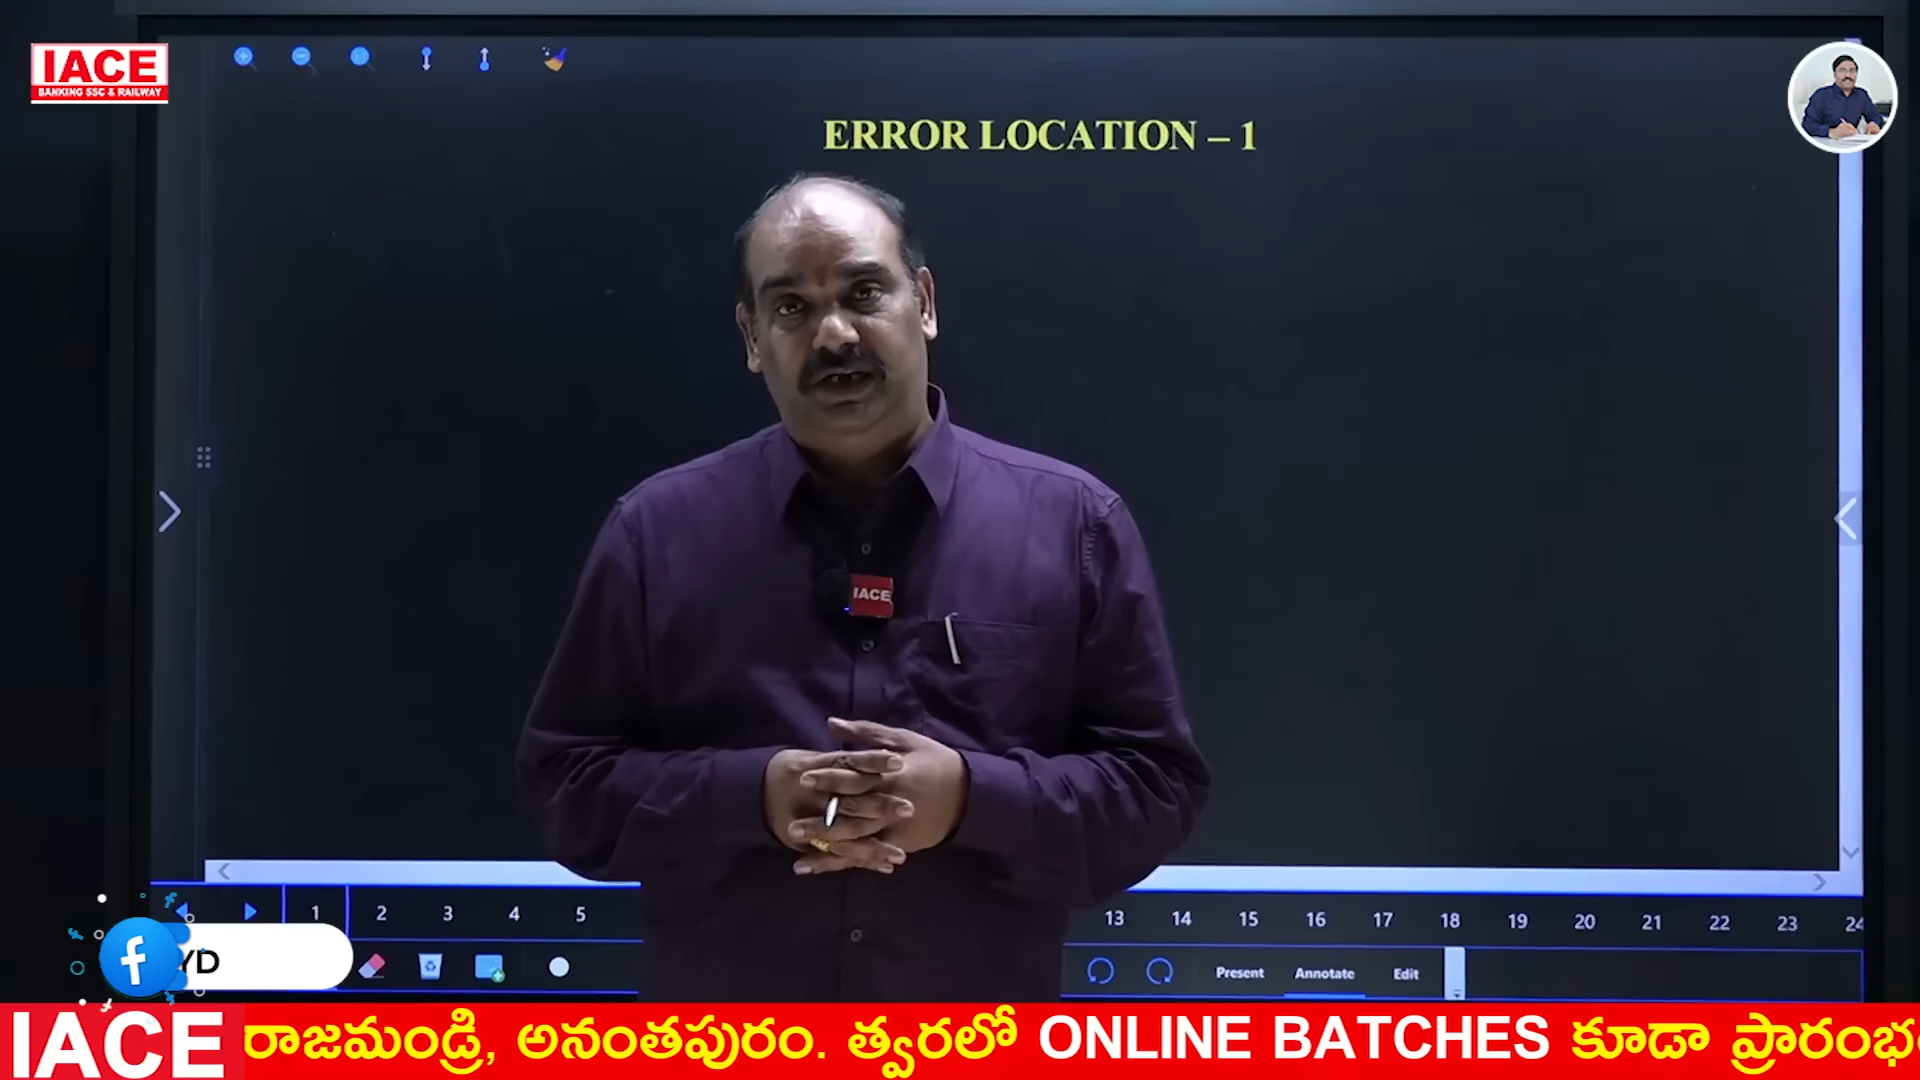 IACE
BANKING SSC & RAILWAY
ERROR LOCATION – 1
IACE
1 2 3 4 5 13 14 15 16 17 18 19 20 21 22 23 24
YD
Present Annotate Edit
IACE రాజమండ్రి, అనంతపురం. త్వరలో ONLINE BATCHES కూడా